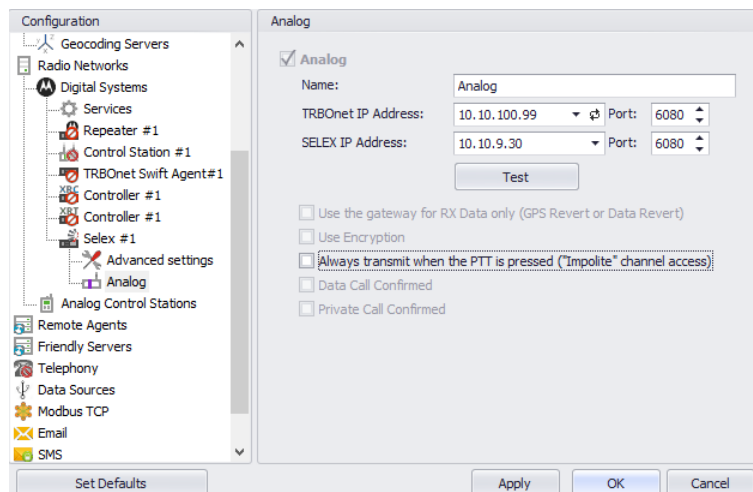 Configuration
Geocoding Servers
Radio Networks
Digital Systems
Services
Repeater #1
Control Station #1
TRBOnet Swift Agent#1
XRC Controller #1
XRT Controller #1
Selex #1
Advanced settings
Analog
Analog Control Stations
Remote Agents
Friendly Servers
Telephony
Data Sources
Modbus TCP
Email
SMS
Set Defaults
Analog
Analog
Name: Analog
TRBOnet IP Address: 10.10.100.99 Port: 6080
SELEX IP Address: 10.10.9.30 Port: 6080
Test
Use the gateway for RX Data only (GPS Revert or Data Revert)
Use Encryption
Always transmit when the PTT is pressed ("Impolite" channel access)
Data Call Confirmed
Private Call Confirmed
Apply OK Cancel